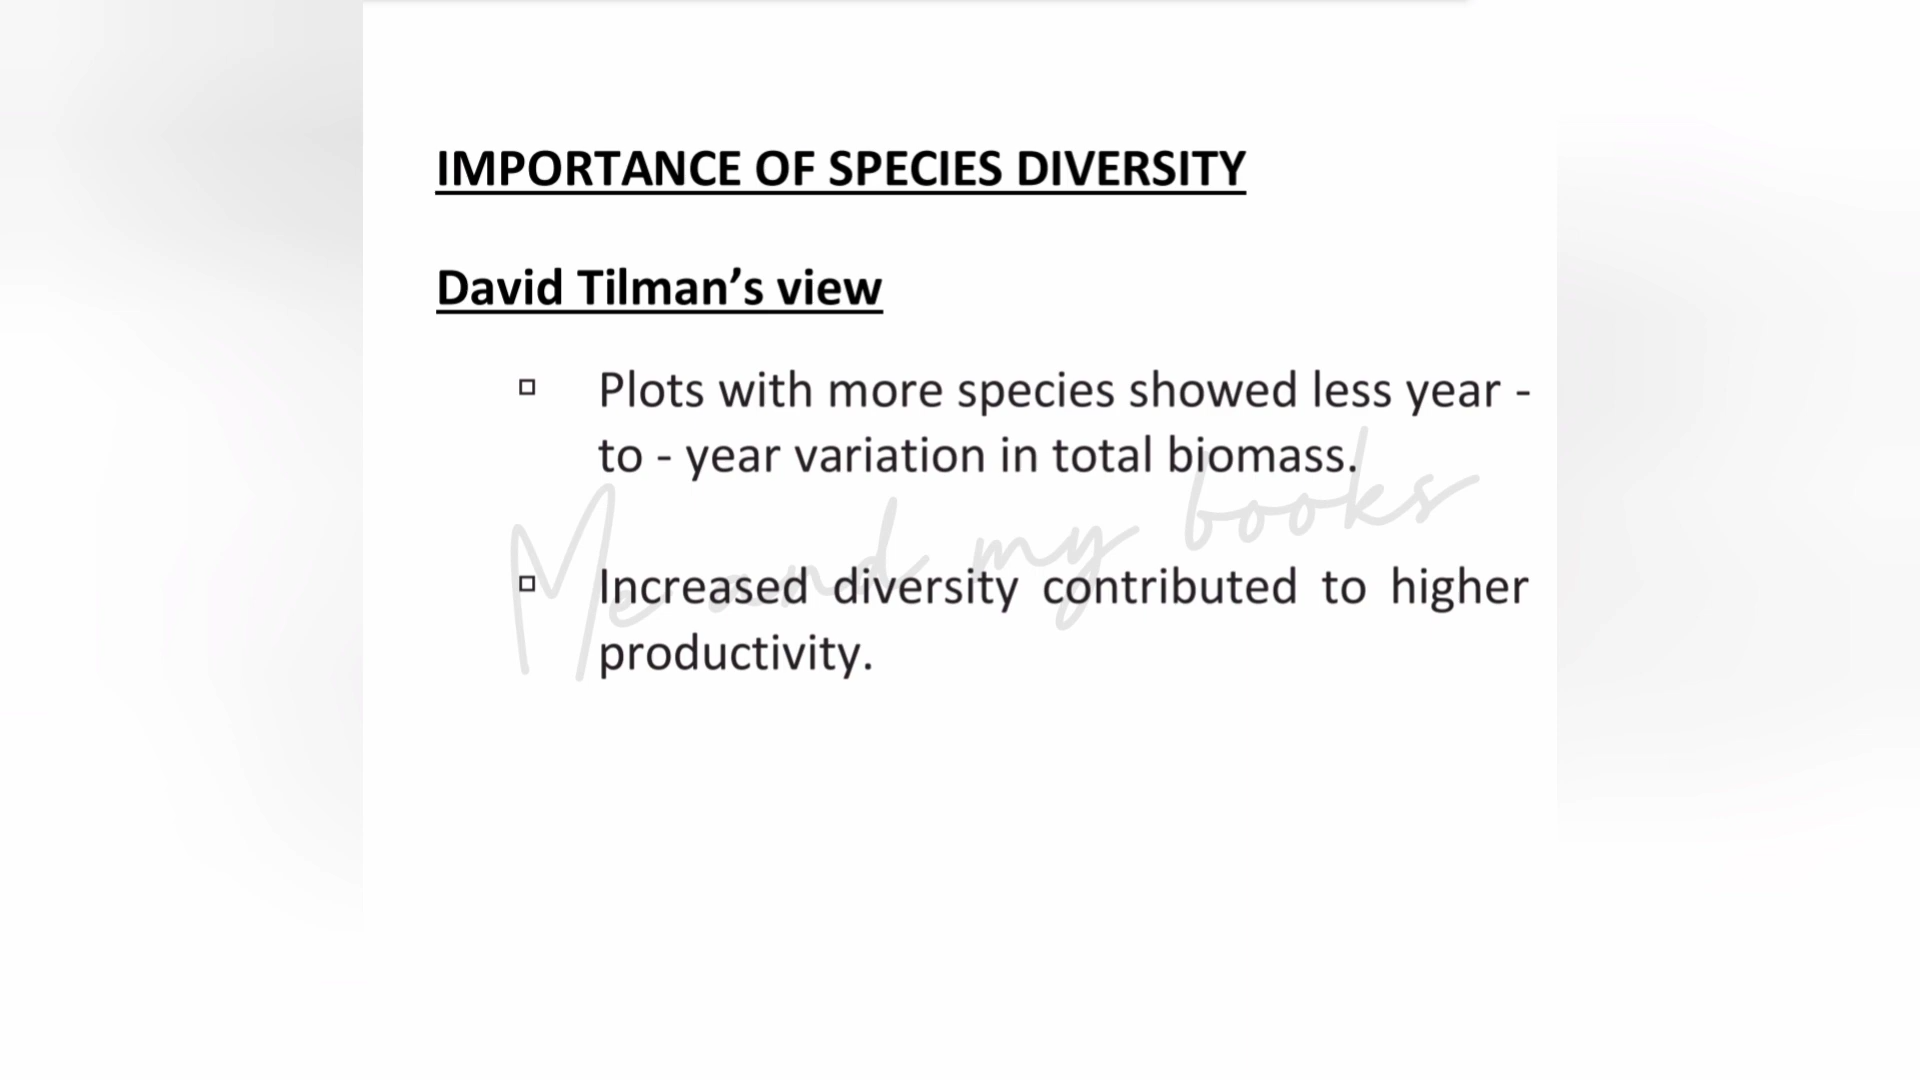 IMPORTANCE OF SPECIES DIVERSITY
David Tilman’s view
▫ Plots with more species showed less year -
to - year variation in total biomass.
▫ Increased diversity contributed to higher
productivity.
Me and my books